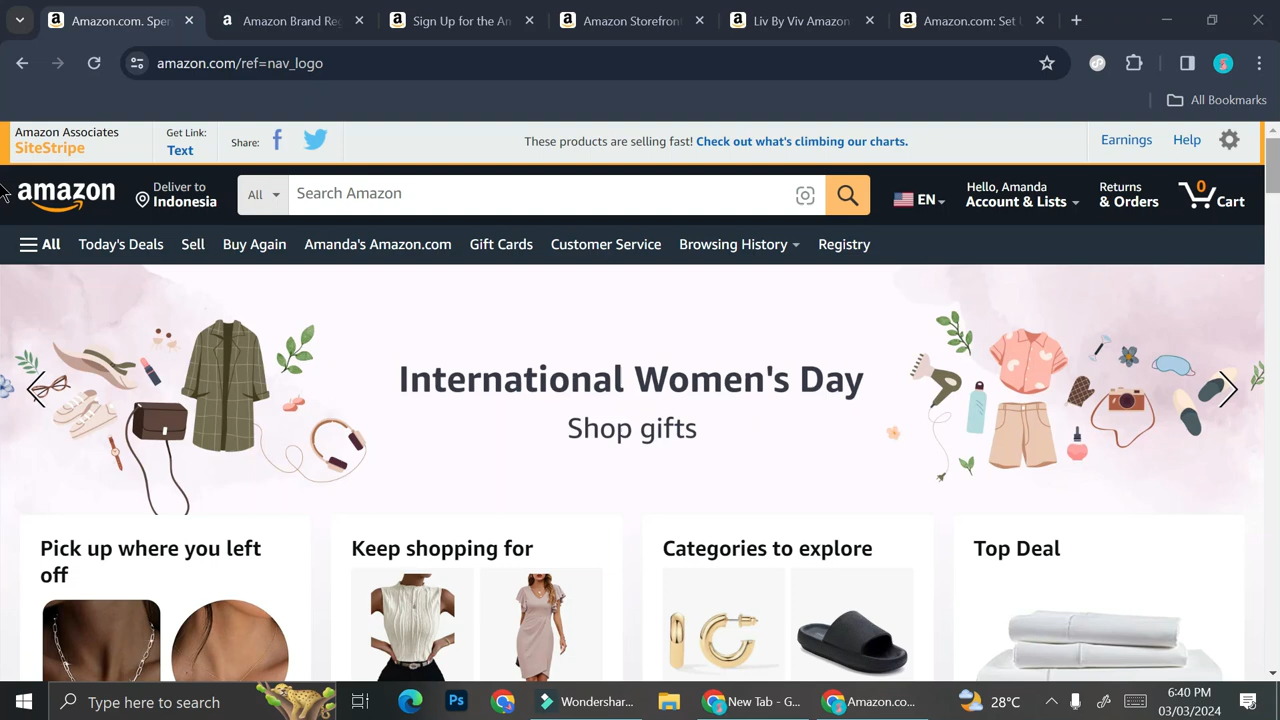 Amazon.com. Spe
Amazon Brand Re
Sign Up for the An
Amazon Storefron
Liv By Viv Amazon
Amazon.com: Set
amazon.com/ref=nav_logo
All Bookmarks
Amazon Associates
SiteStripe
Get Link:
Text
Share:
These products are selling fast! Check out what's climbing our charts.
Earnings
Help
amazon
Deliver to
Indonesia
All
Search Amazon
EN
Hello, Amanda
Account & Lists
Returns
& Orders
0
Cart
All
Today's Deals
Sell
Buy Again
Amanda's Amazon.com
Gift Cards
Customer Service
Browsing History
Registry
International Women's Day
Shop gifts
Pick up where you left
off
Keep shopping for
Categories to explore
Top Deal
Type here to search
Ps
Wondershar...
New Tab - G...
Amazon.co...
28°C
6:40 PM
03/03/2024